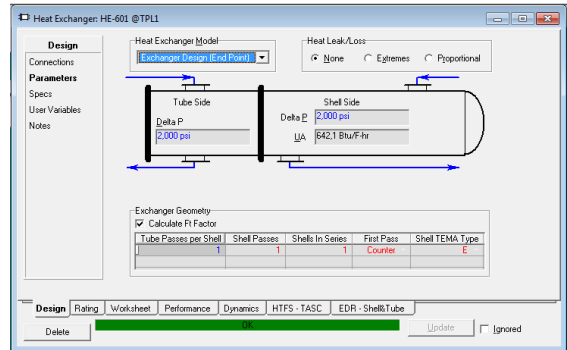 Heat Exchanger: HE-601 @TPL1
Design
Connections
Parameters
Specs
User Variables
Notes
Heat Exchanger Model
Exchanger Design (End Point)
Heat Leak/Loss
None Extremes Proportional
Tube Side
Delta P
2,000 psi
Shell Side
Delta P 2,000 psi
UA 642,1 Btu/F-hr
Exchanger Geometry
Calculate Ft Factor
Tube Passes per Shell Shell Passes Shells In Series First Pass Shell TEMA Type
1 1 1 Counter E
Design Rating Worksheet Performance Dynamics HTFS - TASC EDR - Shell&Tube
Delete OK Update Ignored